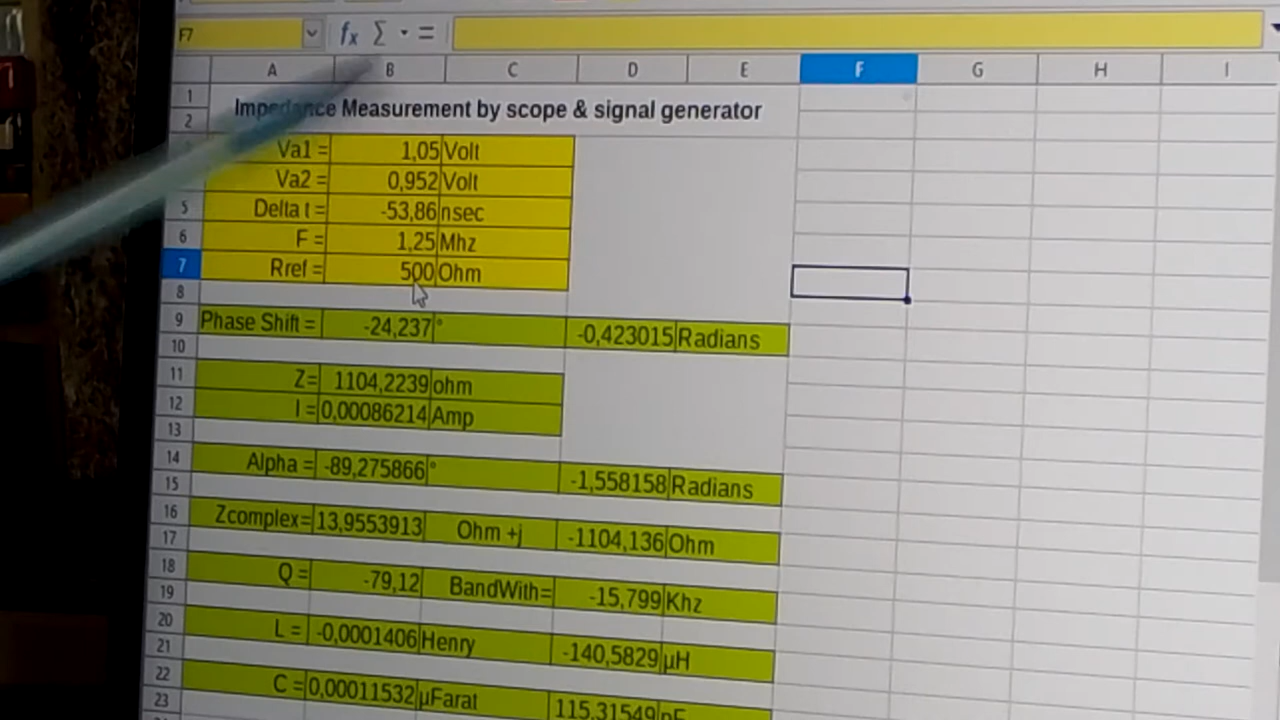 F7
fx Σ =
A B C D E F G H I
1 Impedance Measurement by scope & signal generator
2
Va1 = 1,05 Volt
Va2 = 0,952 Volt
5 Delta t = -53,86 nsec
6 F = 1,25 Mhz
7 Rref = 500 Ohm
8
9 Phase Shift = -24,237 ° -0,423015 Radians
10
11 Z= 1104,2239 ohm
12 I = 0,00086214 Amp
13
14 Alpha = -89,275866 ° -1,558158 Radians
15
16 Zcomplex= 13,9553913 Ohm +j -1104,136 Ohm
17
18 Q = -79,12 BandWith= -15,799 Khz
19
20 L = -0,0001406 Henry -140,5829 µH
21
22 C = 0,00011532 µFarat 115,31549 pF
23